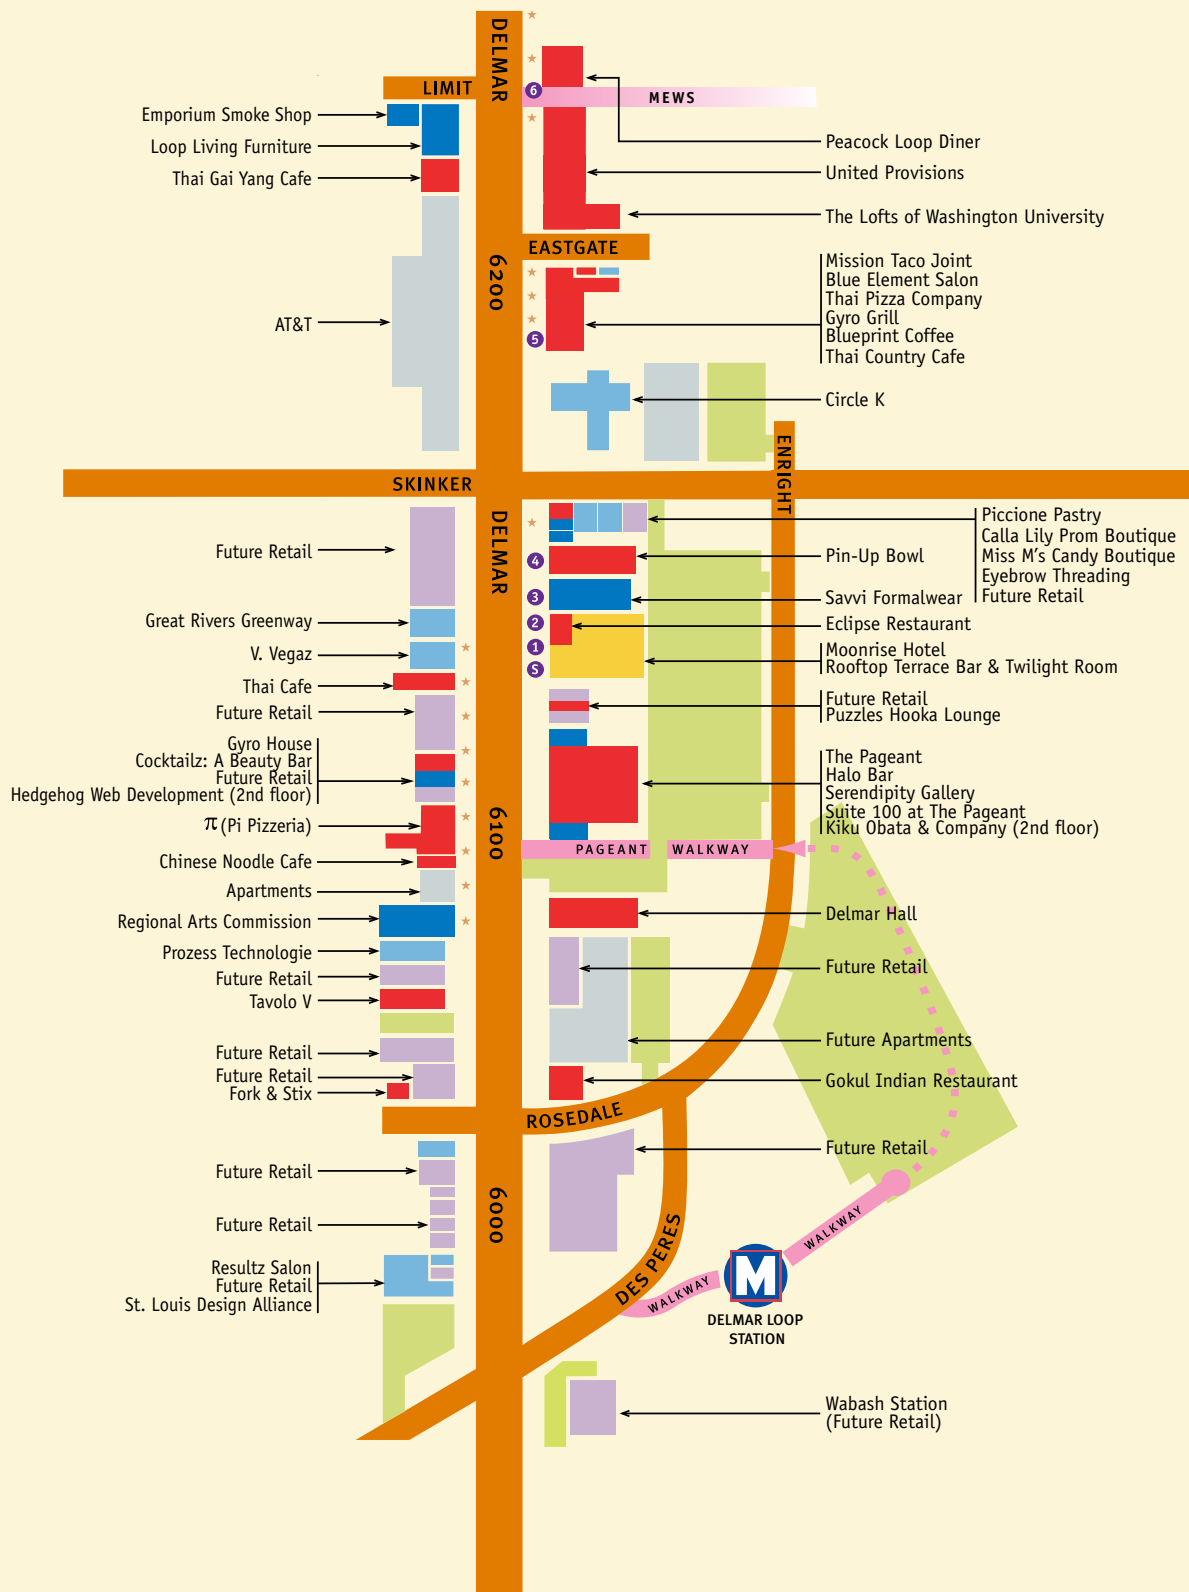 DELMAR
LIMIT
6
MEWS
Emporium Smoke Shop
Loop Living Furniture
Thai Gai Yang Cafe
Peacock Loop Diner
United Provisions
The Lofts of Washington University
EASTGATE
6200
AT&T
5
Mission Taco Joint
Blue Element Salon
Thai Pizza Company
Gyro Grill
Blueprint Coffee
Thai Country Cafe
Circle K
ENRIGHT
SKINKER
DELMAR
Future Retail
Great Rivers Greenway
V. Vegaz
Thai Cafe
Future Retail
Gyro House
Cocktailz: A Beauty Bar
Future Retail
Hedgehog Web Development (2nd floor)
π (Pi Pizzeria)
Chinese Noodle Cafe
Apartments
Regional Arts Commission
Prozess Technologie
Future Retail
Tavolo V
Future Retail
Future Retail
Fork & Stix
4
3
2
1
S
Piccione Pastry
Calla Lily Prom Boutique
Miss M's Candy Boutique
Eyebrow Threading
Future Retail
Pin-Up Bowl
Savvi Formalwear
Eclipse Restaurant
Moonrise Hotel
Rooftop Terrace Bar & Twilight Room
Future Retail
Puzzles Hooka Lounge
The Pageant
Halo Bar
Serendipity Gallery
Suite 100 at The Pageant
Kiku Obata & Company (2nd floor)
6100
PAGEANT WALKWAY
Delmar Hall
Future Retail
Future Apartments
Gokul Indian Restaurant
ROSEDALE
Future Retail
Future Retail
Future Retail
6000
Resultz Salon
Future Retail
St. Louis Design Alliance
DES PERES
WALKWAY
WALKWAY
M
DELMAR LOOP
STATION
Wabash Station
(Future Retail)